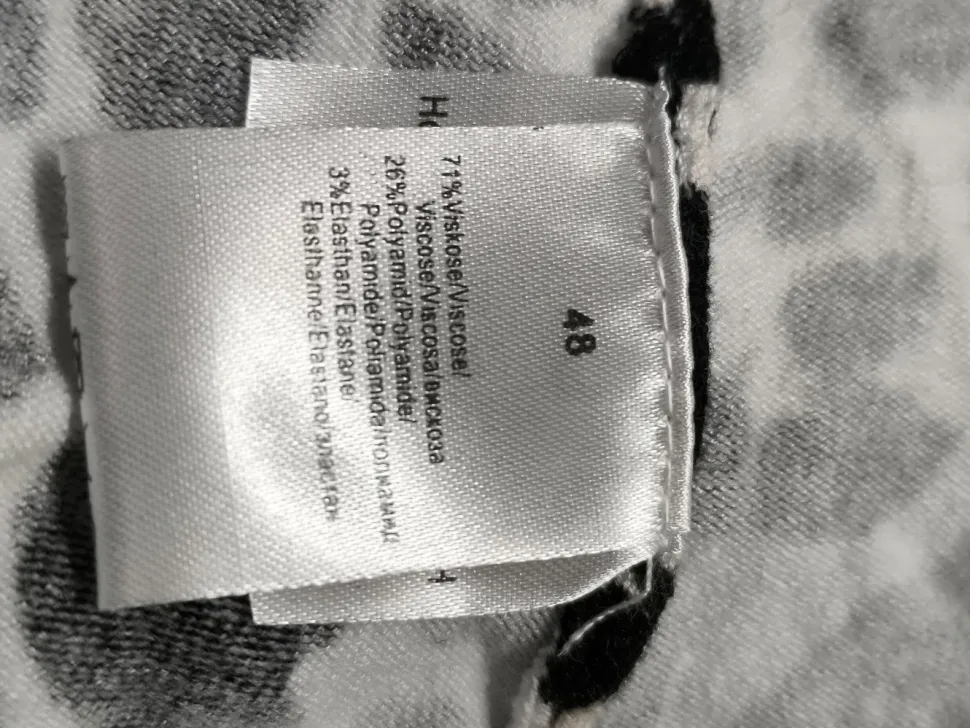 48
71%Viskose/Viscose/
Viscose/Viscosa/вискоза
26%Polyamid/Polyamide/
Polyamide/Poliamida/полиамид
3%Elasthan/Elastane/
Elasthanne/Elastano/эластан